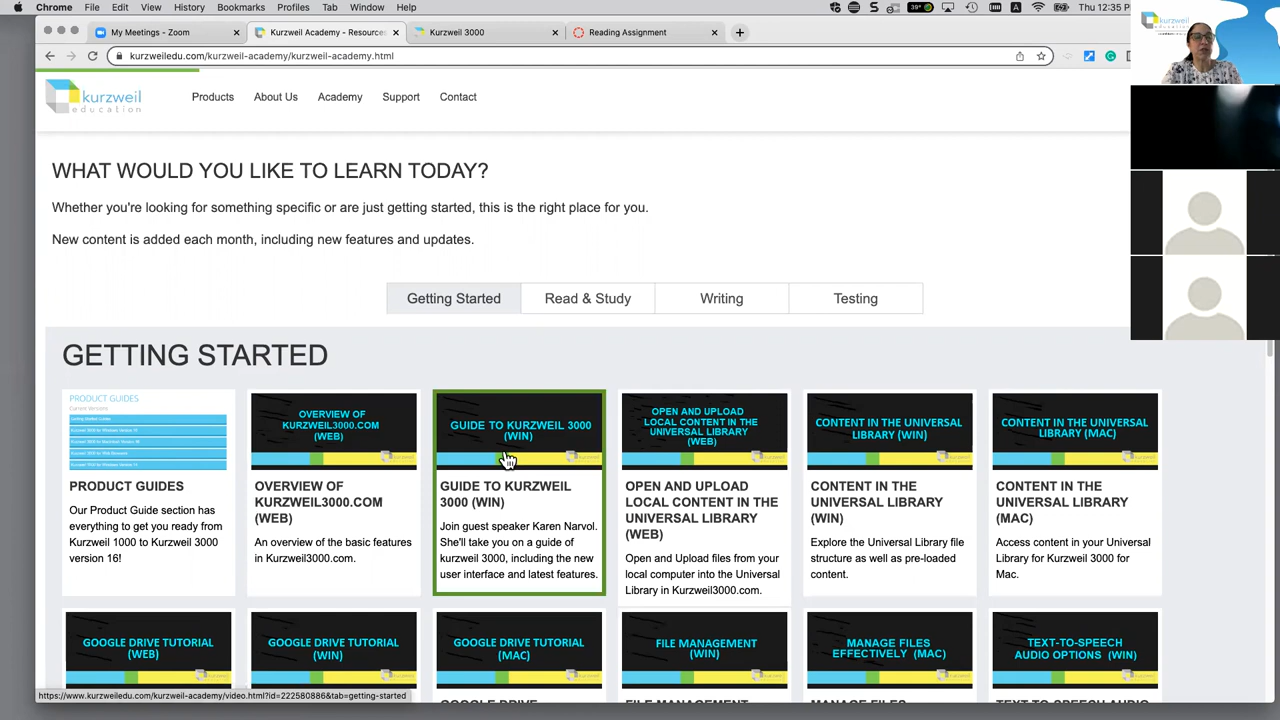 Chrome File Edit View History Bookmarks Profiles Tab Window Help 39° Thu 12:35 P
My Meetings - Zoom Kurzweil Academy - Resources Kurzweil 3000 Reading Assignment
kurzweiledu.com/kurzweil-academy/kurzweil-academy.html
kurzweil
education
Products About Us Academy Support Contact
WHAT WOULD YOU LIKE TO LEARN TODAY?
Whether you're looking for something specific or are just getting started, this is the right place for you.
New content is added each month, including new features and updates.
Getting Started Read & Study Writing Testing
GETTING STARTED
PRODUCT GUIDES
PRODUCT GUIDES
Our Product Guide section has
everything to get you ready from
Kurzweil 1000 to Kurzweil 3000
version 16!
OVERVIEW OF
KURZWEIL3000.COM
(WEB)
OVERVIEW OF
KURZWEIL3000.COM
(WEB)
An overview of the basic features
in Kurzweil3000.com.
GUIDE TO KURZWEIL 3000
(WIN)
GUIDE TO KURZWEIL
3000 (WIN)
Join guest speaker Karen Narvol.
She'll take you on a guide of
kurzweil 3000, including the new
user interface and latest features.
OPEN AND UPLOAD
LOCAL CONTENT IN THE
UNIVERSAL LIBRARY
(WEB)
OPEN AND UPLOAD
LOCAL CONTENT IN THE
UNIVERSAL LIBRARY
(WEB)
Open and Upload files from your
local computer into the Universal
Library in Kurzweil3000.com.
CONTENT IN THE UNIVERSAL
LIBRARY (WIN)
CONTENT IN THE
UNIVERSAL LIBRARY
(WIN)
Explore the Universal Library file
structure as well as pre-loaded
content.
CONTENT IN THE UNIVERSAL
LIBRARY (MAC)
CONTENT IN THE
UNIVERSAL LIBRARY
(MAC)
Access content in your Universal
Library for Kurzweil 3000 for
Mac.
GOOGLE DRIVE TUTORIAL
(WEB)
GOOGLE DRIVE TUTORIAL
(WIN)
GOOGLE DRIVE TUTORIAL
(MAC)
FILE MANAGEMENT
(WIN)
MANAGE FILES
EFFECTIVELY (MAC)
TEXT-TO-SPEECH
AUDIO OPTIONS (WIN)
https://www.kurzweiledu.com/kurzweil-academy/video.html?id=222580886&tab=getting-started